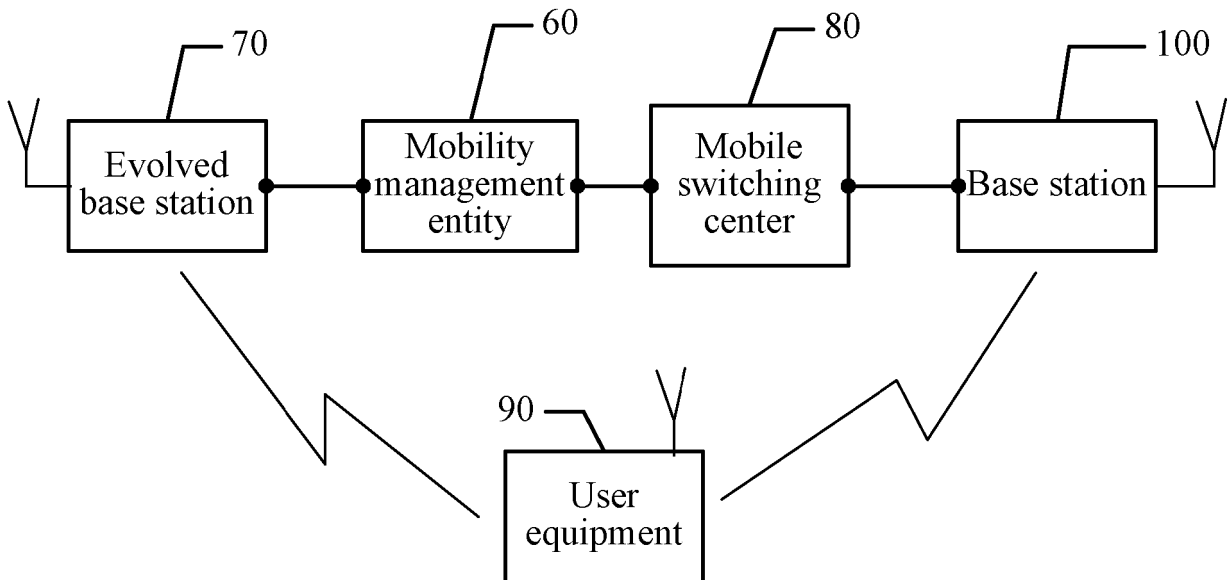 70
60
80
100
Evolved
base station
Mobility
management
entity
Mobile
switching
center
Base station
90
User
equipment